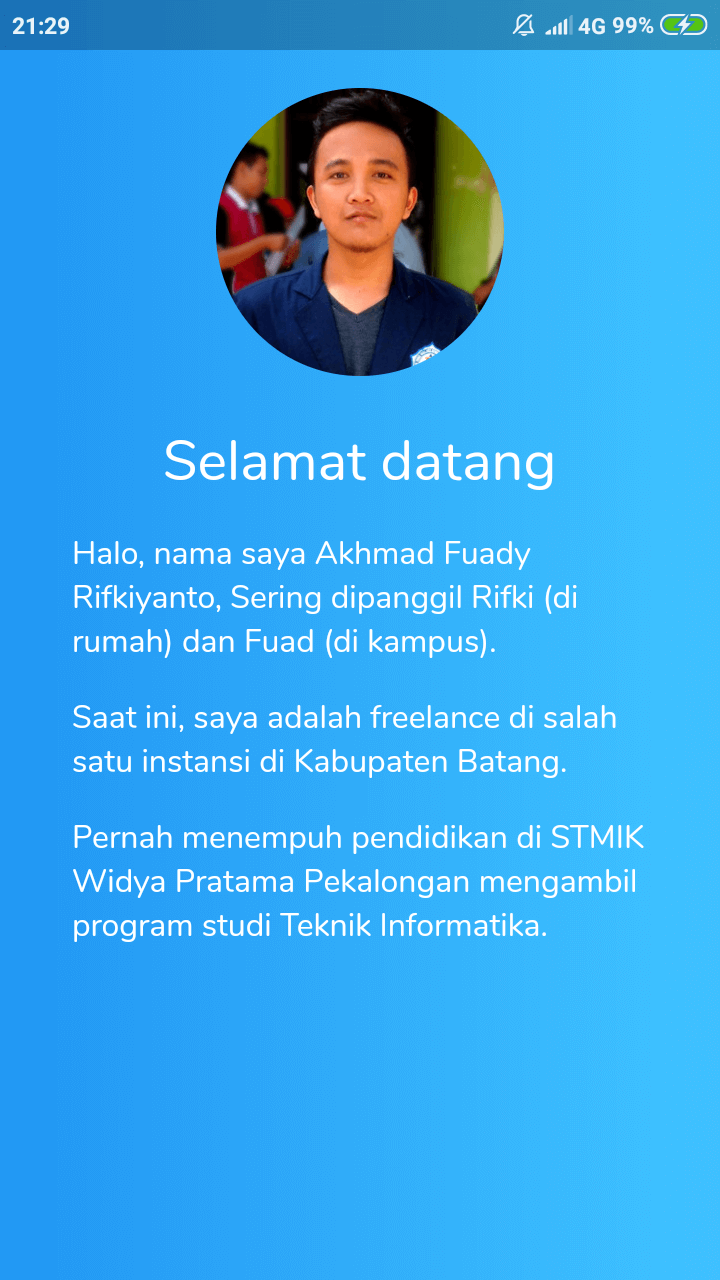 21:29 4G 99%
Selamat datang
Halo, nama saya Akhmad Fuady
Rifkiyanto, Sering dipanggil Rifki (di
rumah) dan Fuad (di kampus).
Saat ini, saya adalah freelance di salah
satu instansi di Kabupaten Batang.
Pernah menempuh pendidikan di STMIK
Widya Pratama Pekalongan mengambil
program studi Teknik Informatika.